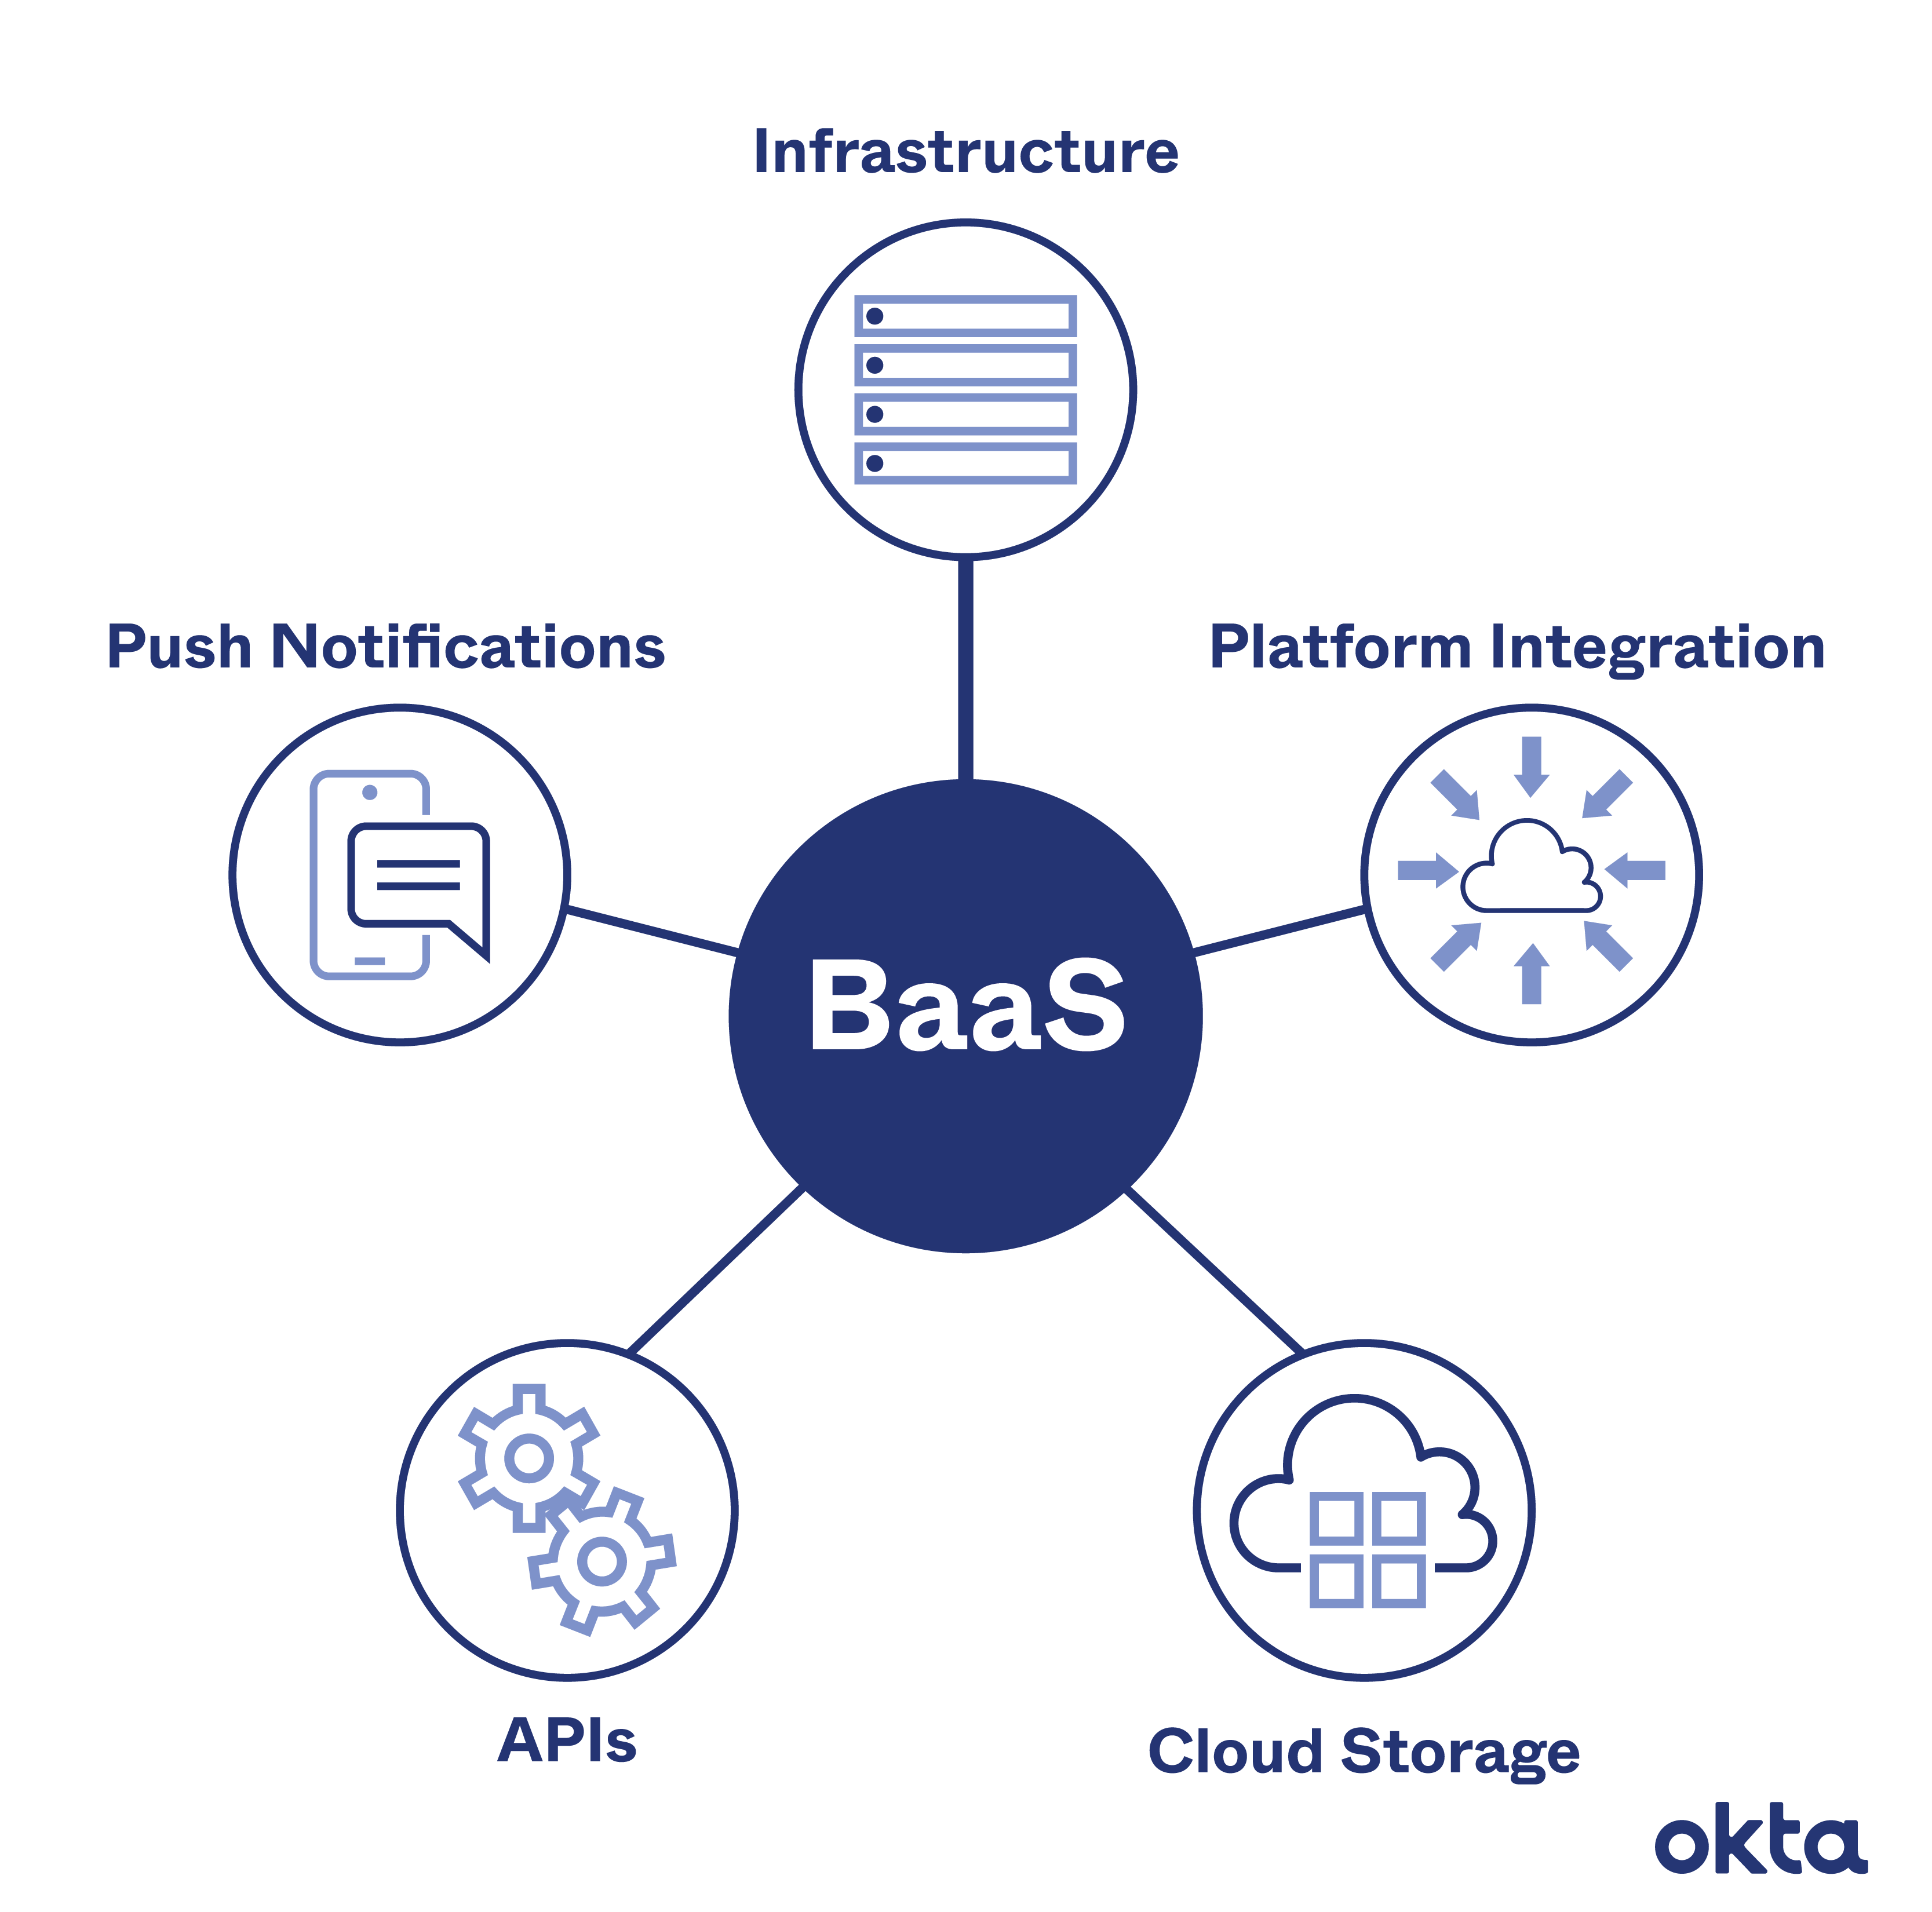 Infrastructure
Push Notifications
Platform Integration
BaaS
APIs
Cloud Storage
okta